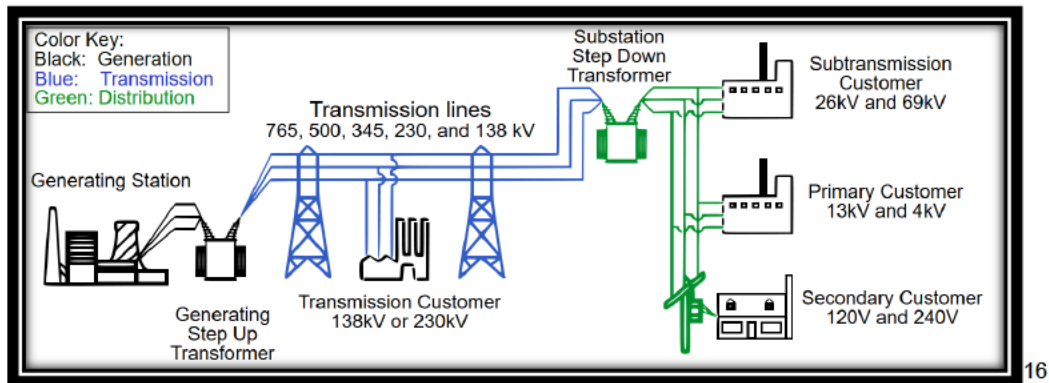 Color Key:
Black: Generation
Blue: Transmission
Green: Distribution
Substation
Step Down
Transformer
Subtransmission
Customer
26kV and 69kV
Transmission lines
765, 500, 345, 230, and 138 kV
Generating Station
Primary Customer
13kV and 4kV
Transmission Customer
138kV or 230kV
Generating
Step Up
Transformer
Secondary Customer
120V and 240V
16